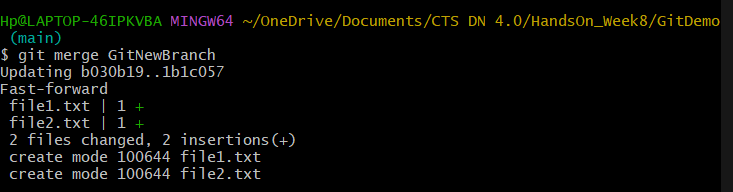 Hp@LAPTOP-46IPKVBA MINGW64 ~/OneDrive/Documents/CTS DN 4.0/HandsOn_Week8/GitDemo
(main)
$ git merge GitNewBranch
Updating b030b19..1b1c057
Fast-forward
file1.txt | 1 +
file2.txt | 1 +
2 files changed, 2 insertions(+)
create mode 100644 file1.txt
create mode 100644 file2.txt